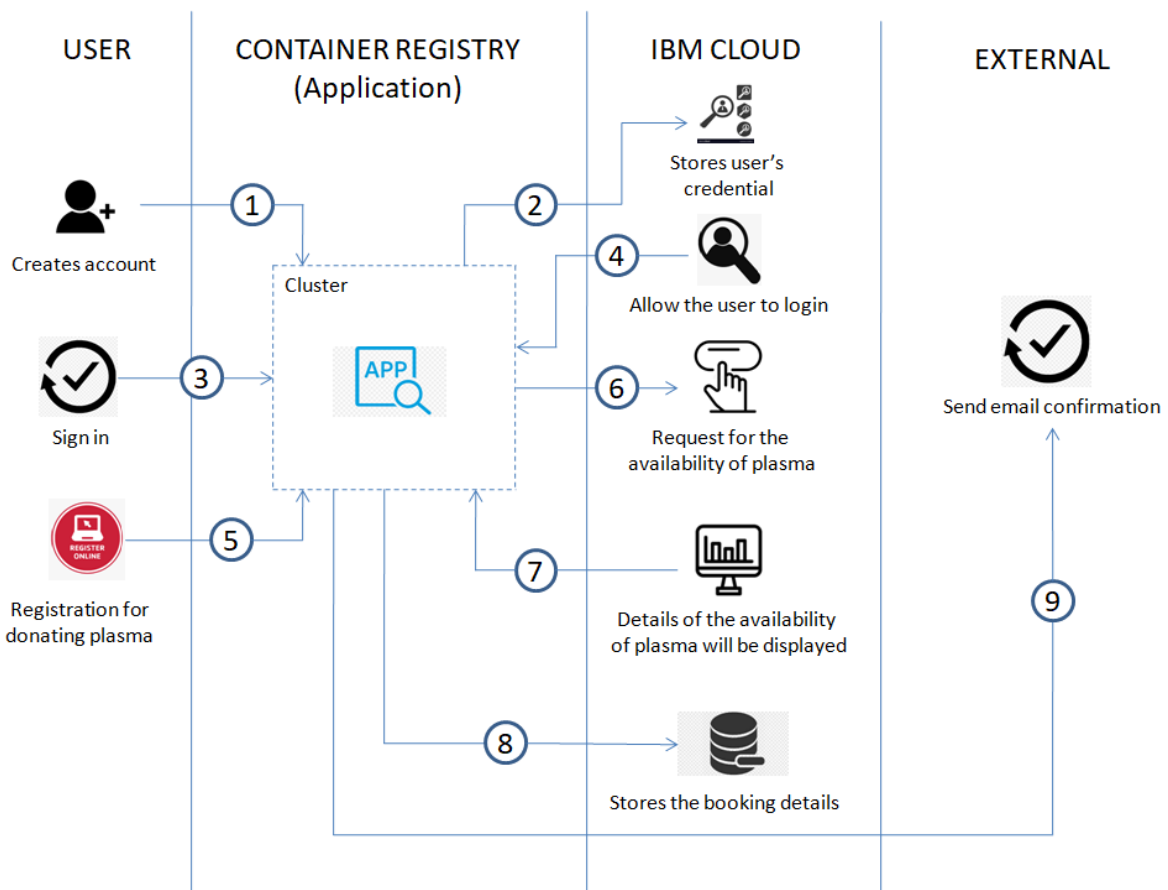 USER
CONTAINER REGISTRY
(Application)
IBM CLOUD
EXTERNAL
Stores user's
credential
1
2
Creates account
4
Cluster
Allow the user to login
APP
3
6
Send email confirmation
Sign in
Request for the
availability of plasma
REGISTER
ONLINE
5
7
Registration for
donating plasma
9
Details of the availability
of plasma will be displayed
8
Stores the booking details